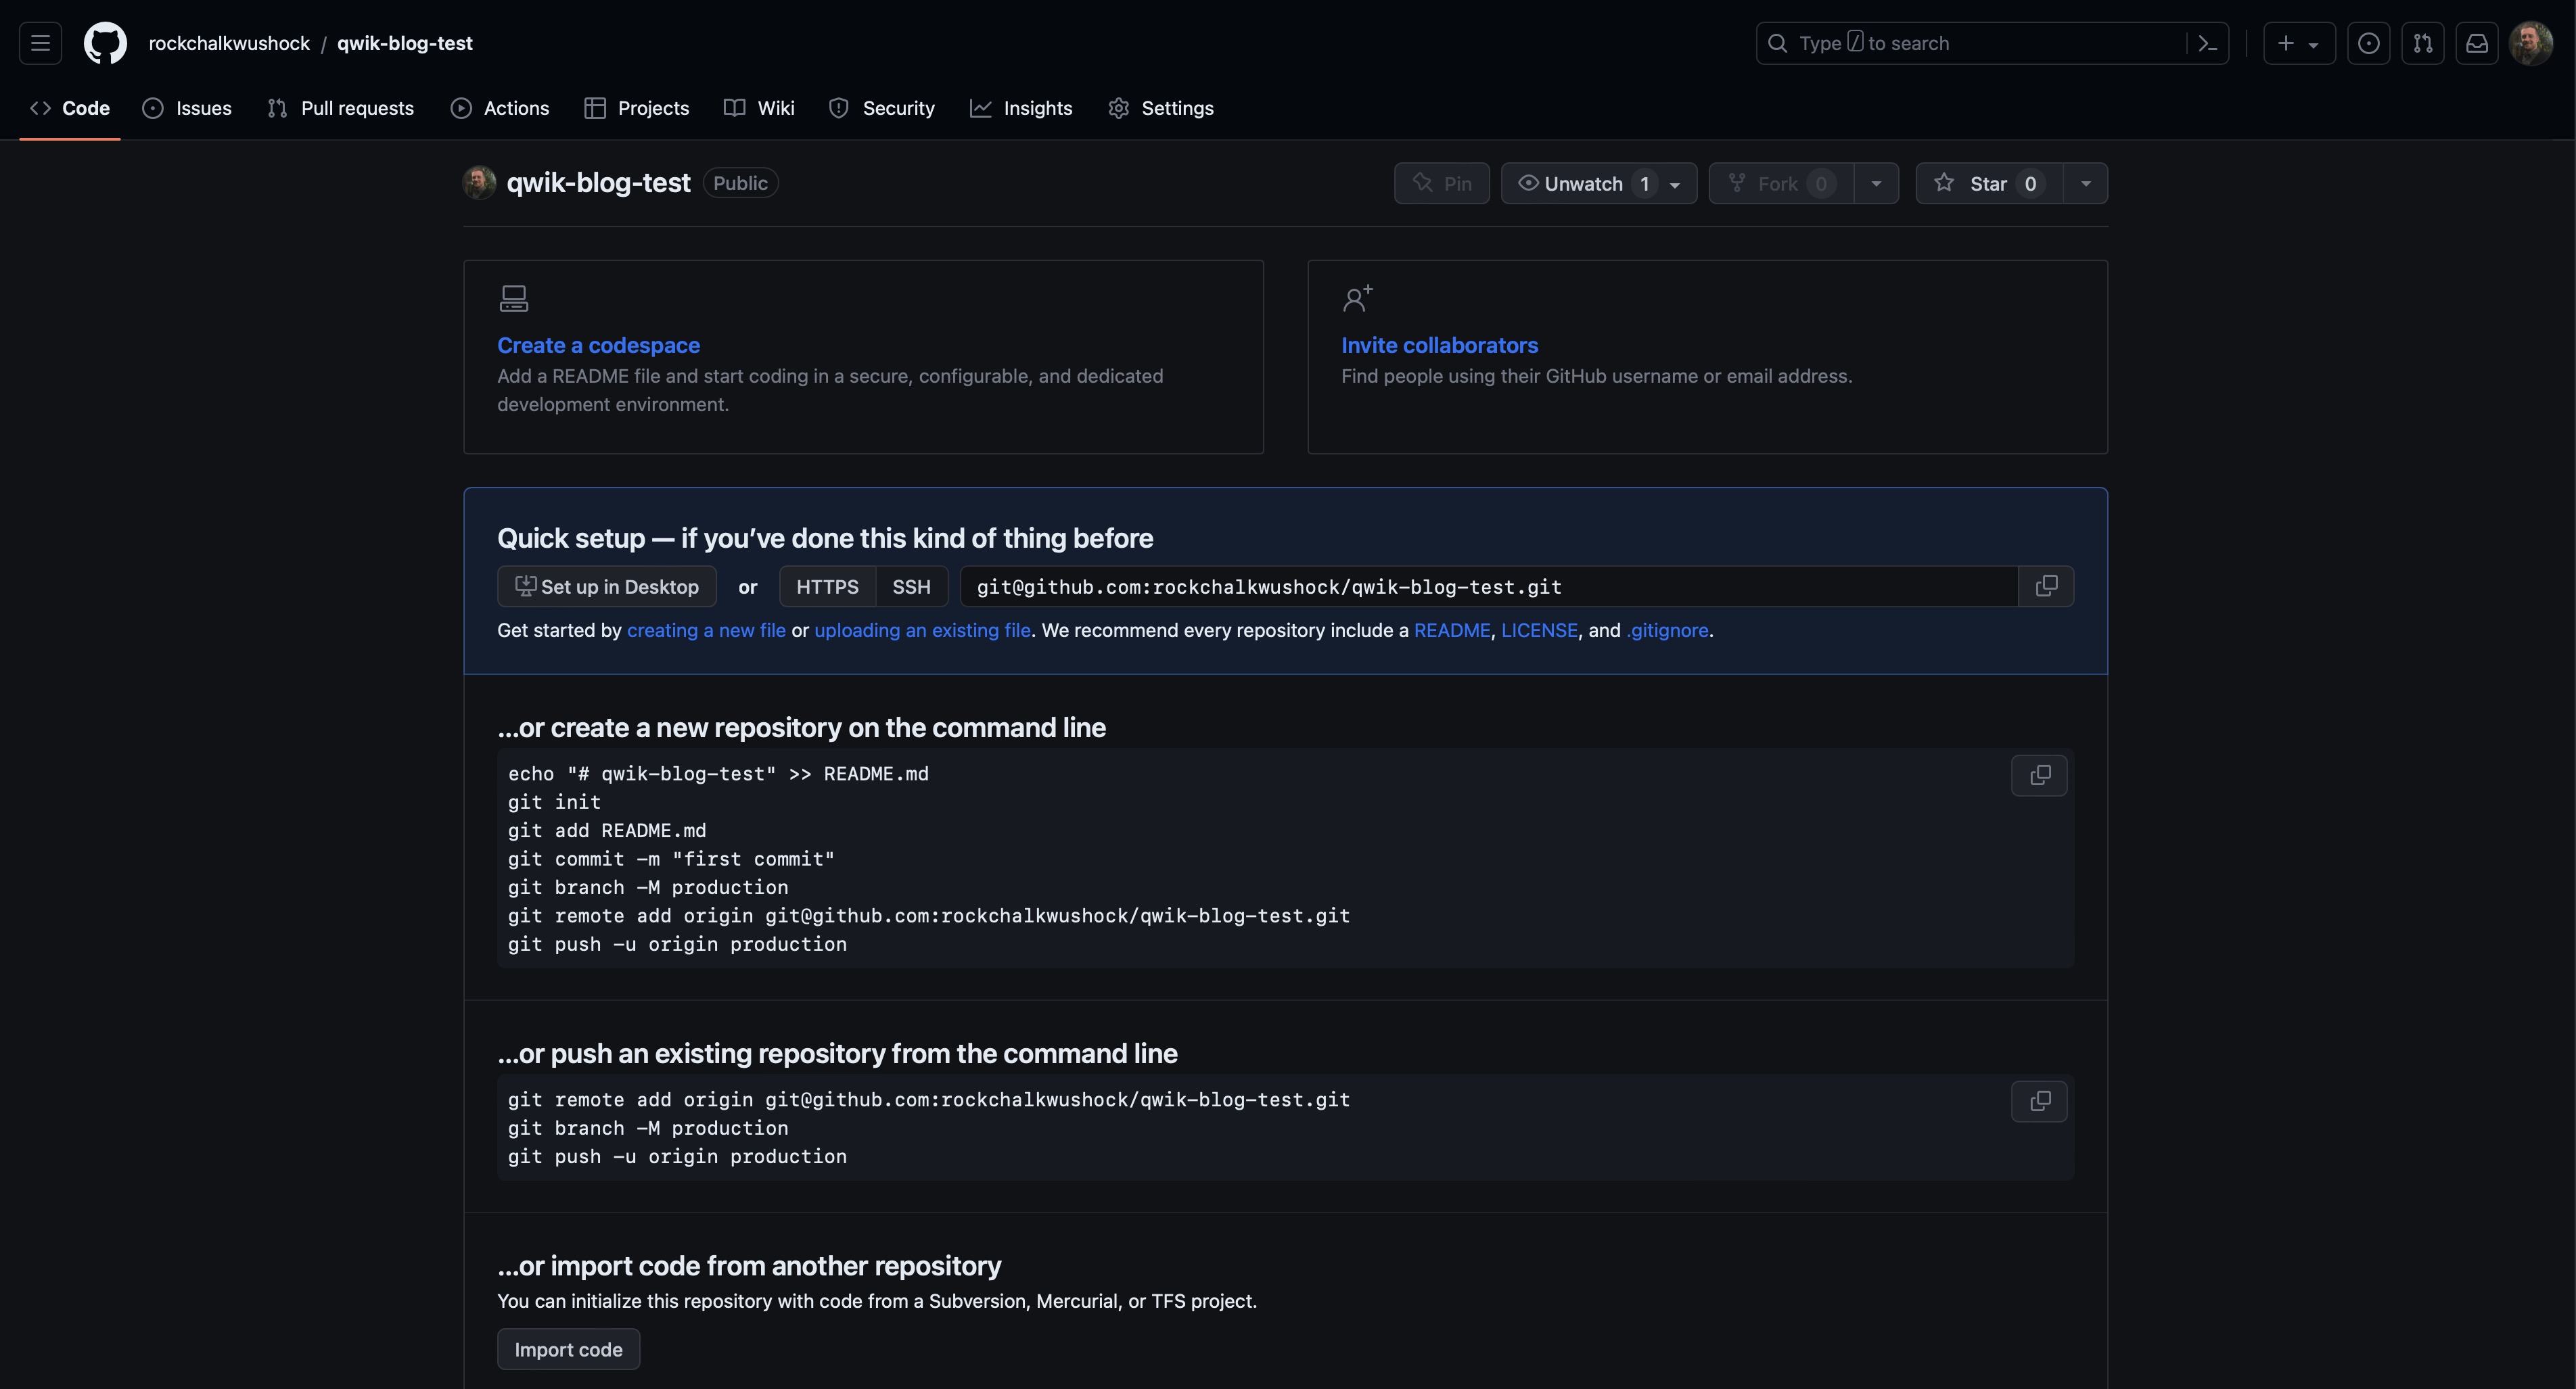 rockchalkwushock / qwik-blog-test
Type / to search
Code Issues Pull requests Actions Projects Wiki Security Insights Settings
qwik-blog-test Public
Pin Unwatch 1 Fork 0 Star 0
Create a codespace
Add a README file and start coding in a secure, configurable, and dedicated
development environment.
Invite collaborators
Find people using their GitHub username or email address.
Quick setup — if you’ve done this kind of thing before
Set up in Desktop or HTTPS SSH git@github.com:rockchalkwushock/qwik-blog-test.git
Get started by creating a new file or uploading an existing file. We recommend every repository include a README, LICENSE, and .gitignore.
…or create a new repository on the command line
echo "# qwik-blog-test" >> README.md
git init
git add README.md
git commit -m "first commit"
git branch -M production
git remote add origin git@github.com:rockchalkwushock/qwik-blog-test.git
git push -u origin production
…or push an existing repository from the command line
git remote add origin git@github.com:rockchalkwushock/qwik-blog-test.git
git branch -M production
git push -u origin production
…or import code from another repository
You can initialize this repository with code from a Subversion, Mercurial, or TFS project.
Import code